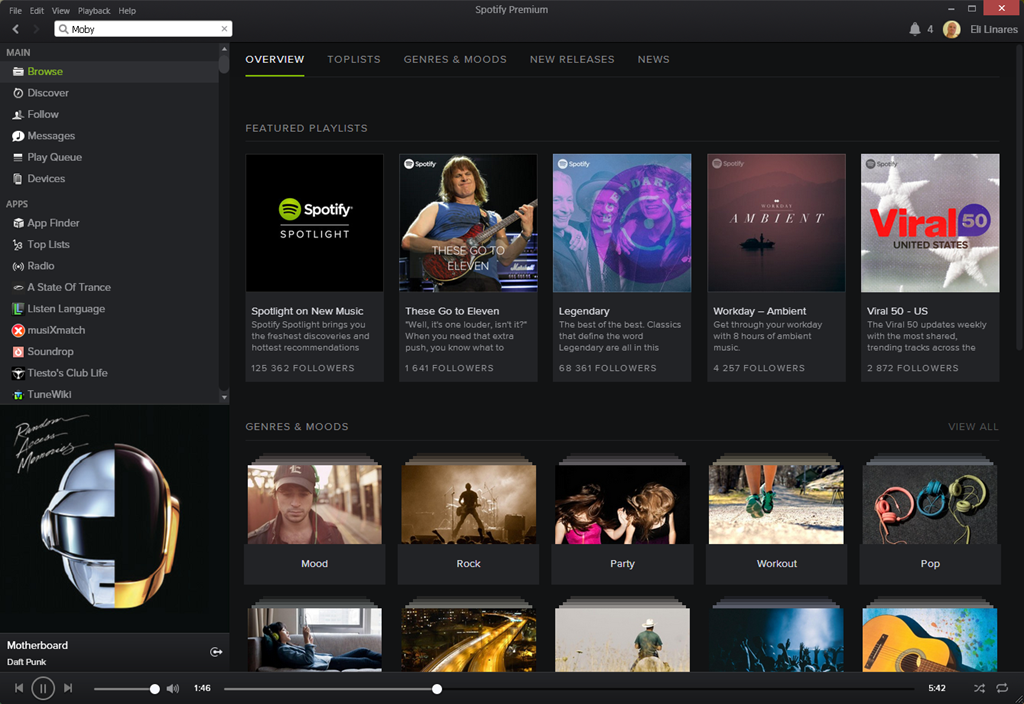 File Edit View Playback Help
Spotify Premium
Moby
4 Eli Linares
MAIN
Browse
Discover
Follow
Messages
Play Queue
Devices
APPS
App Finder
Top Lists
Radio
A State Of Trance
Listen Language
musiXmatch
Soundrop
Tiesto's Club Life
TuneWiki
Random
Access
Memories
Motherboard
Daft Punk
OVERVIEW TOPLISTS GENRES & MOODS NEW RELEASES NEWS
FEATURED PLAYLISTS
Spotify
SPOTLIGHT
Spotlight on New Music
Spotify Spotlight brings you
the freshest discoveries and
hottest recommendations
125 362 FOLLOWERS
Spotify
THESE GO TO
ELEVEN
These Go to Eleven
"Well, it's one louder, isn't it?"
When you need that extra
push, you know what to
1 641 FOLLOWERS
Spotify
Legendary
The best of the best. Classics
that define the word
Legendary are all in this
68 361 FOLLOWERS
Spotify
WORKDAY
AMBIENT
Workday – Ambient
Get through your workday
with 8 hours of ambient
music.
4 257 FOLLOWERS
Spotify
Viral 50
UNITED STATES
Viral 50 - US
The Viral 50 updates weekly
with the most shared,
trending tracks across the
2 872 FOLLOWERS
GENRES & MOODS VIEW ALL
Mood
Rock
Party
Workout
Pop
1:46 5:42